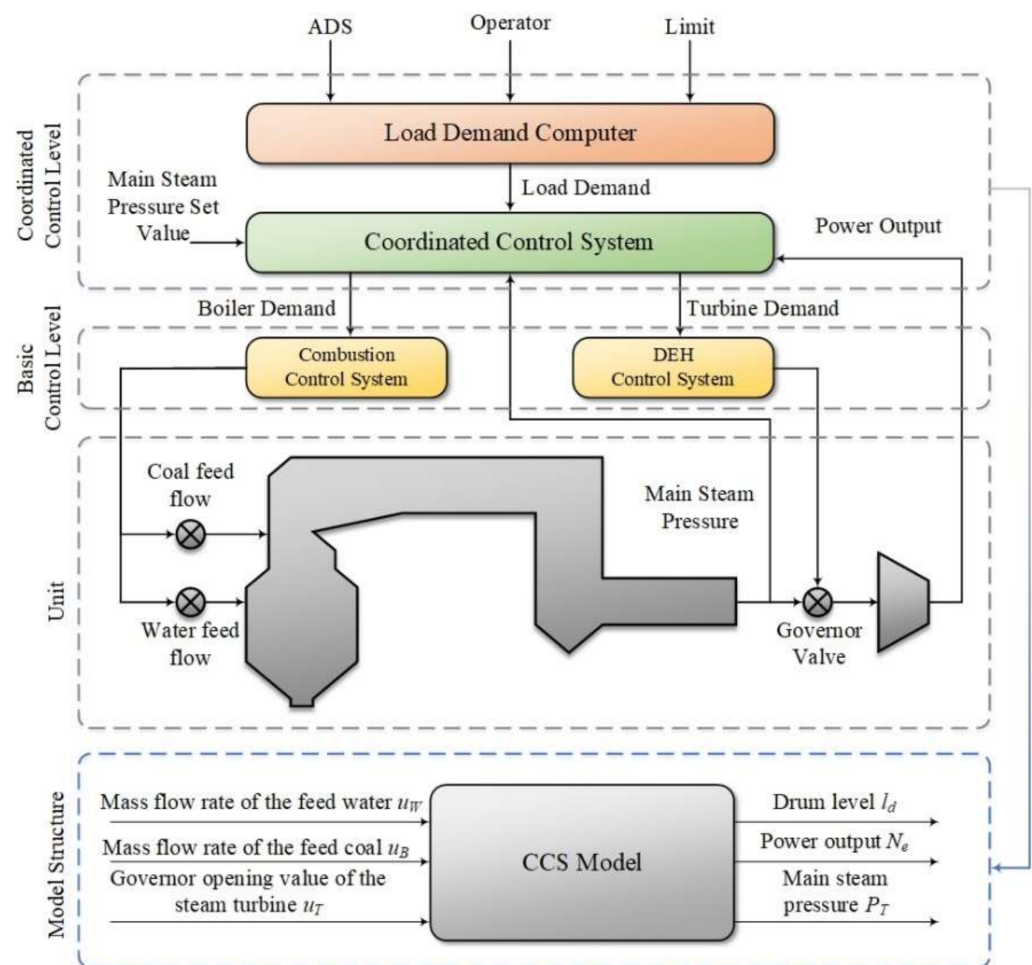 ADS
Operator
Limit
Coordinated
Control Level
Load Demand Computer
Load Demand
Main Steam
Pressure Set
Value
Coordinated Control System
Power Output
Boiler Demand
Turbine Demand
Basic
Control Level
Combustion
Control System
DEH
Control System
Unit
Coal feed
flow
Main Steam
Pressure
Water feed
flow
Governor
Valve
Model Structure
Mass flow rate of the feed water u_W
Mass flow rate of the feed coal u_B
Governor opening value of the
steam turbine u_T
CCS Model
Drum level l_d
Power output N_e
Main steam
pressure P_T